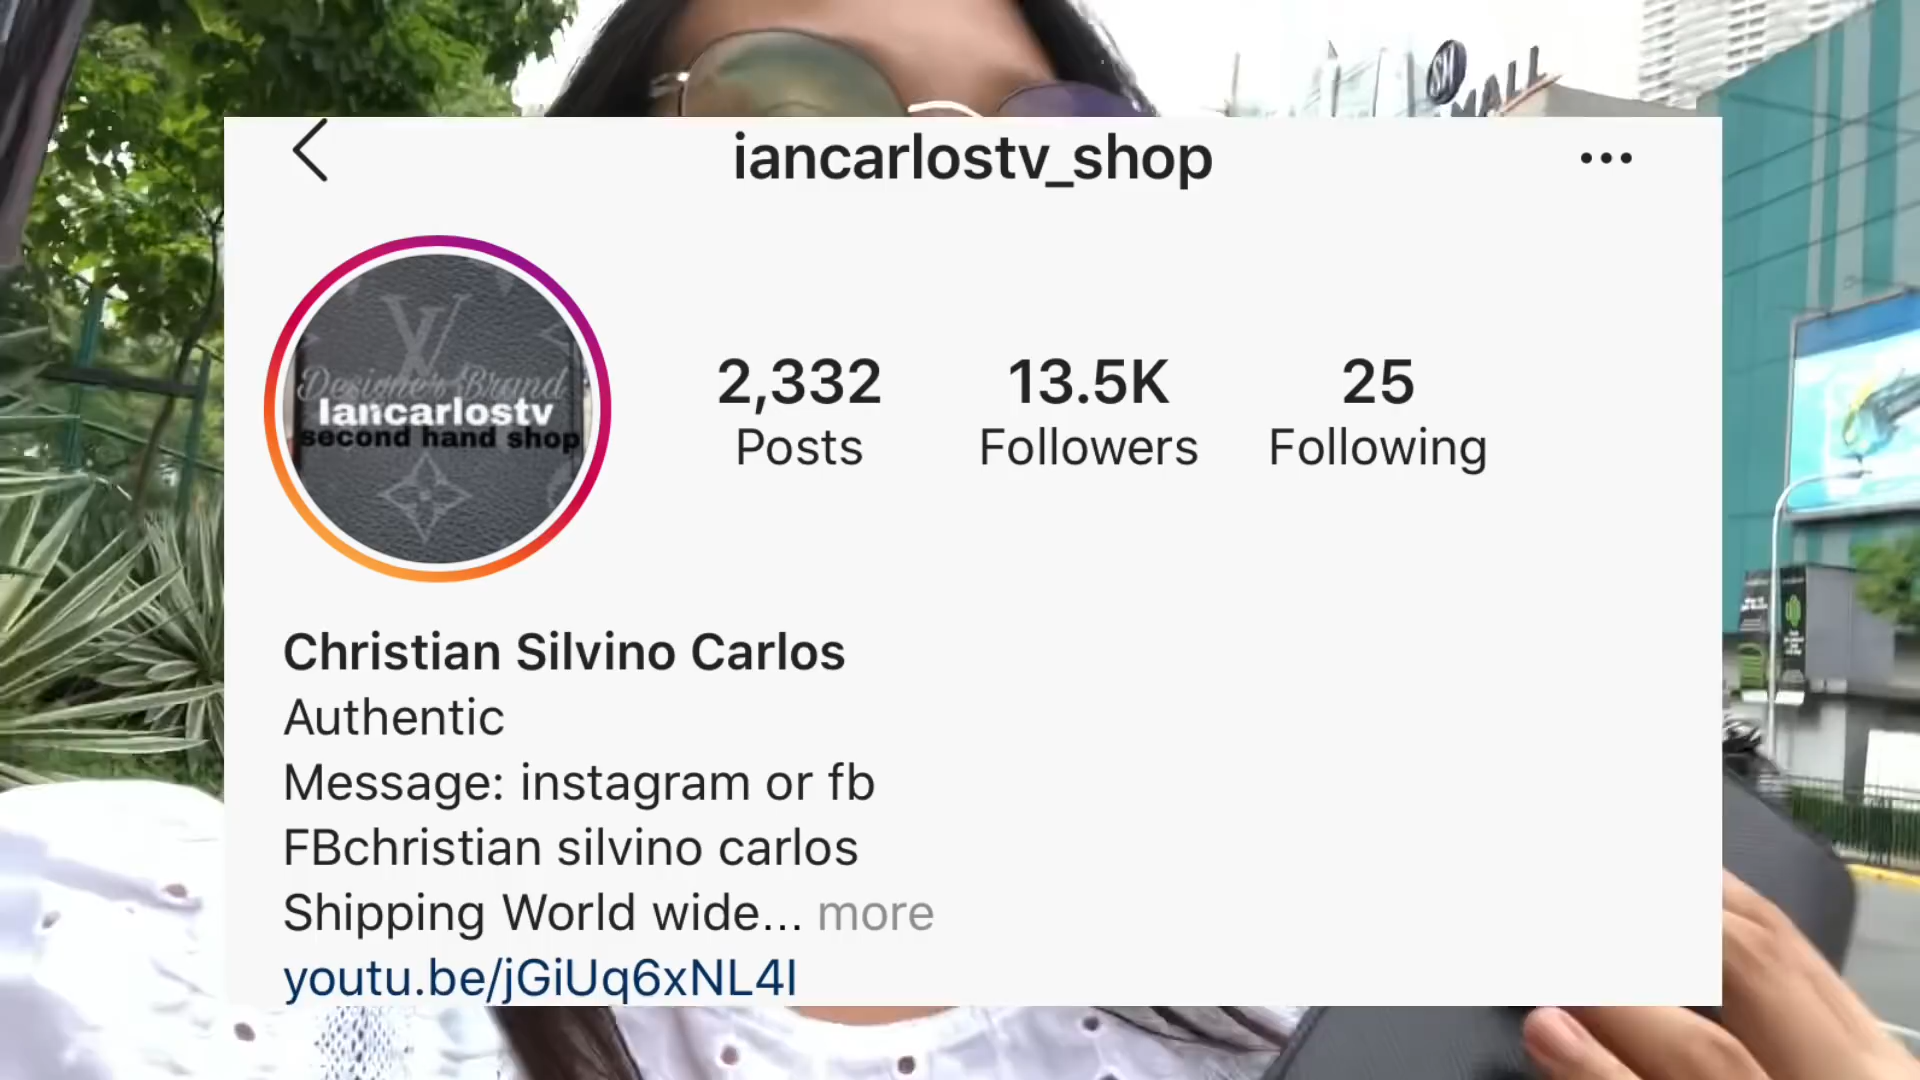 SM
MALL
iancarlostv_shop
Designer Brand
Iancarlostv
second hand shop
2,332
Posts
13.5K
Followers
25
Following
Christian Silvino Carlos
Authentic
Message: instagram or fb
FBchristian silvino carlos
Shipping World wide... more
youtu.be/jGiUq6xNL4I